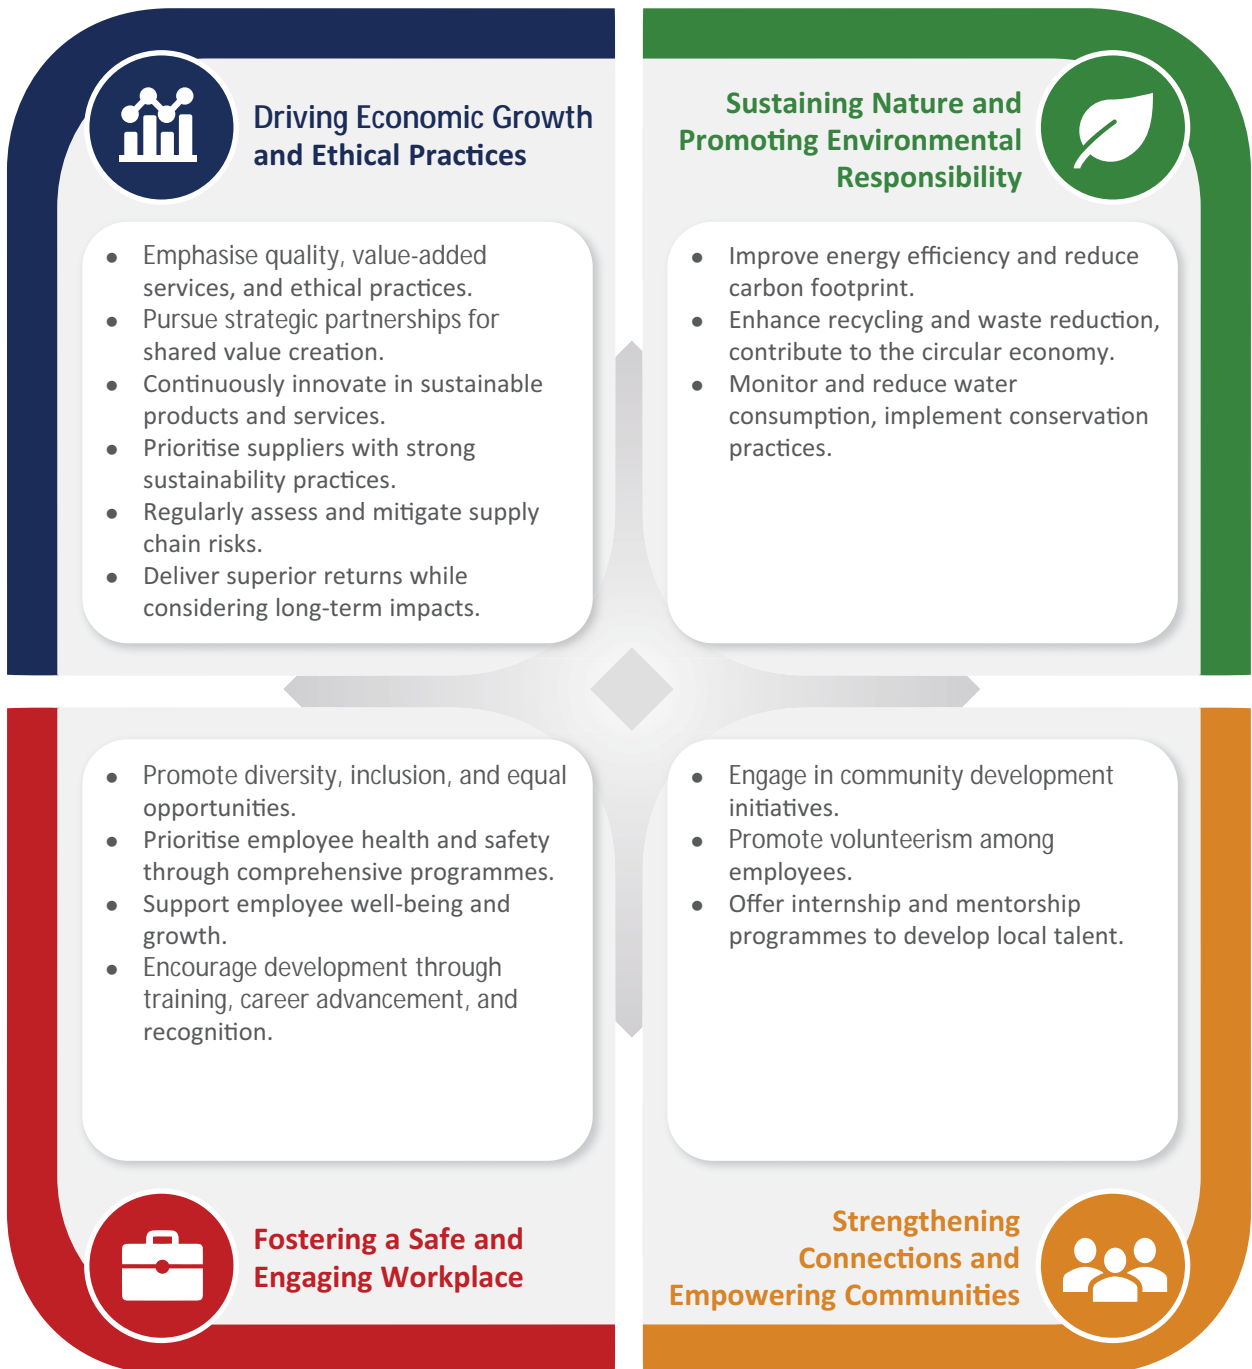 Driving Economic Growth
and Ethical Practices
● Emphasise quality, value-added
services, and ethical practices.
● Pursue strategic partnerships for
shared value creation.
● Continuously innovate in sustainable
products and services.
● Prioritise suppliers with strong
sustainability practices.
● Regularly assess and mitigate supply
chain risks.
● Deliver superior returns while
considering long-term impacts.
Sustaining Nature and
Promoting Environmental
Responsibility
● Improve energy efficiency and reduce
carbon footprint.
● Enhance recycling and waste reduction,
contribute to the circular economy.
● Monitor and reduce water
consumption, implement conservation
practices.
● Promote diversity, inclusion, and equal
opportunities.
● Prioritise employee health and safety
through comprehensive programmes.
● Support employee well-being and
growth.
● Encourage development through
training, career advancement, and
recognition.
Fostering a Safe and
Engaging Workplace
● Engage in community development
initiatives.
● Promote volunteerism among
employees.
● Offer internship and mentorship
programmes to develop local talent.
Strengthening
Connections and
Empowering Communities